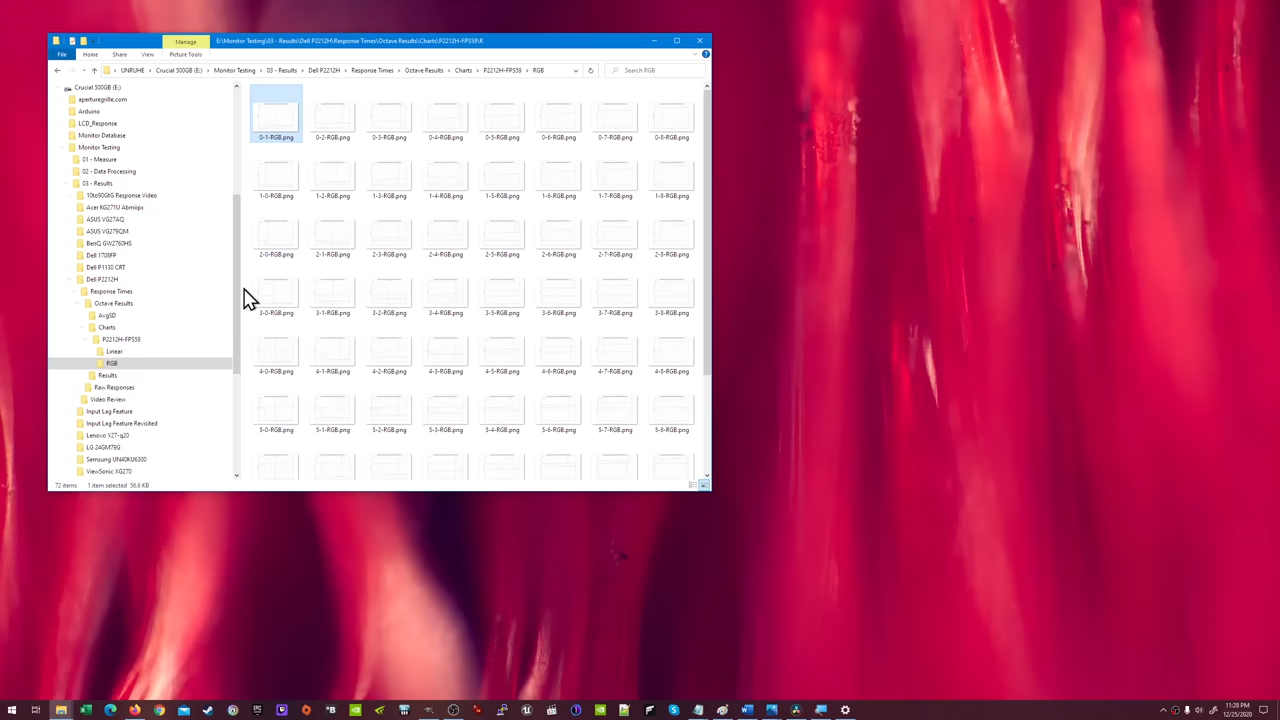 Manage
E:\Monitor Testing\03 - Results\Dell P2212H\Response Times\Octave Results\Charts\P2212H-FPS59\R
File
Home
Share
View
Picture Tools
UNRUHE
Crucial 500GB (E:)
Monitor Testing
03 - Results
Dell P2212H
Response Times
Octave Results
Charts
P2212H-FPS59
RGB
Search RGB
Crucial 500GB (E:)
aperturegrille.com
Arduino
LCD_Response
Monitor Database
Monitor Testing
01 - Measure
02 - Data Processing
03 - Results
10to90GtG Response Video
Acer KG271U Abmiipx
ASUS VG27AQ
ASUS VG279QM
BenQ GW2760HS
Dell 1708FP
Dell P1130 CRT
Dell P2212H
Response Times
Octave Results
AvgSD
Charts
P2212H-FPS59
Linear
RGB
Results
Raw Responses
Video Review
Input Lag Feature
Input Lag Feature Revisited
Lenovo Y27-q20
LG 24GM79G
Samsung UN40KU6300
ViewSonic XG270
0-1-RGB.png 0-2-RGB.png 0-3-RGB.png 0-4-RGB.png 0-5-RGB.png 0-6-RGB.png 0-7-RGB.png 0-8-RGB.png
1-0-RGB.png 1-2-RGB.png 1-3-RGB.png 1-4-RGB.png 1-5-RGB.png 1-6-RGB.png 1-7-RGB.png 1-8-RGB.png
2-0-RGB.png 2-1-RGB.png 2-3-RGB.png 2-4-RGB.png 2-5-RGB.png 2-6-RGB.png 2-7-RGB.png 2-8-RGB.png
3-0-RGB.png 3-1-RGB.png 3-2-RGB.png 3-4-RGB.png 3-5-RGB.png 3-6-RGB.png 3-7-RGB.png 3-8-RGB.png
4-0-RGB.png 4-1-RGB.png 4-2-RGB.png 4-3-RGB.png 4-5-RGB.png 4-6-RGB.png 4-7-RGB.png 4-8-RGB.png
5-0-RGB.png 5-1-RGB.png 5-2-RGB.png 5-3-RGB.png 5-4-RGB.png 5-6-RGB.png 5-7-RGB.png 5-8-RGB.png
72 items
1 item selected 56.6 KB
11:28 PM
12/25/2020